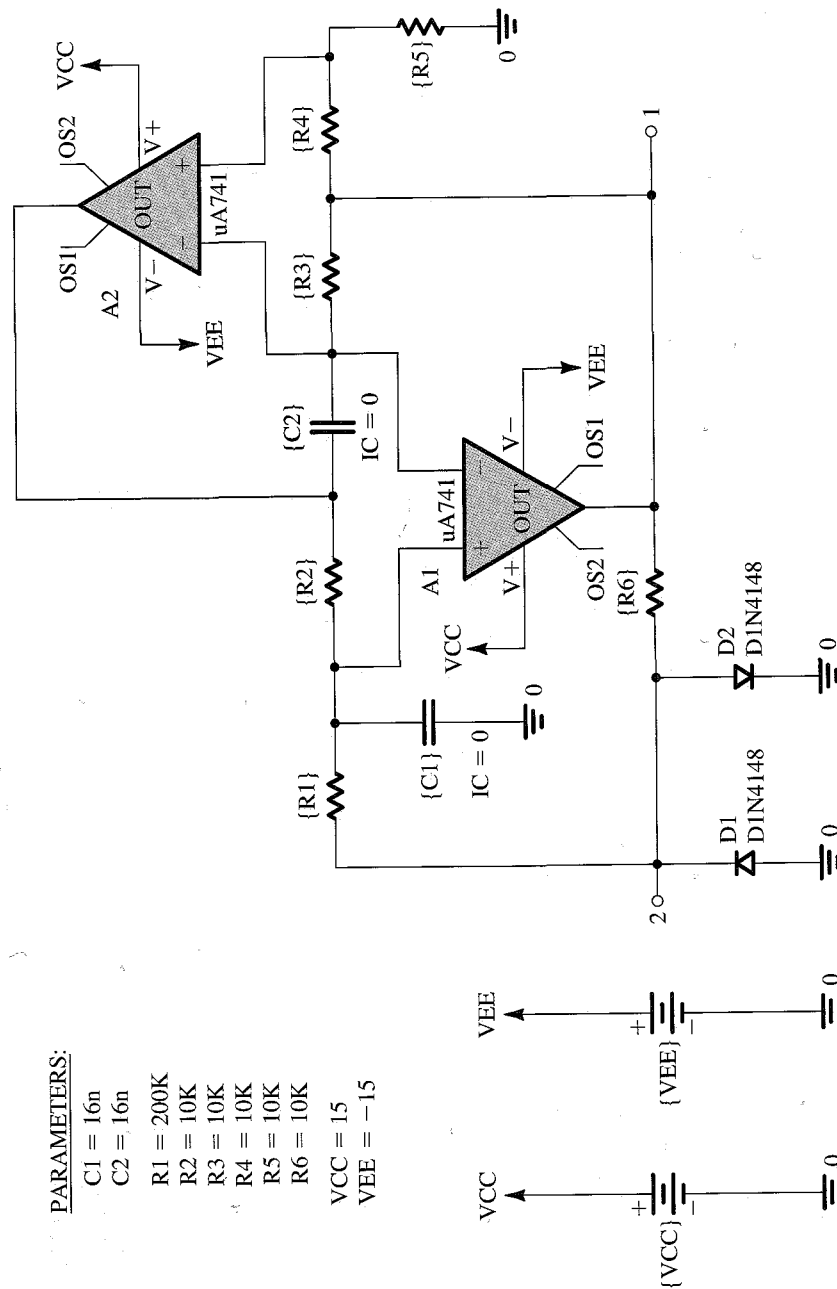 PARAMETERS:
C1 = 16n
C2 = 16n
R1 = 200K
R2 = 10K
R3 = 10K
R4 = 10K
R5 = 10K
R6 = 10K
VCC = 15
VEE = −15
VCC
+
−
{VCC}
0
VEE
+
−
{VEE}
0
2
D1
D1N4148
0
D2
D1N4148
0
{R1}
{C1}
IC = 0
0
{R2}
{C2}
IC = 0
{R3}
{R4}
{R5}
0
{R6}
1
A1
uA741
+
−
V+
V−
OUT
OS2
OS1
VCC
VEE
A2
uA741
−
+
V−
V+
OUT
OS1
OS2
VEE
VCC